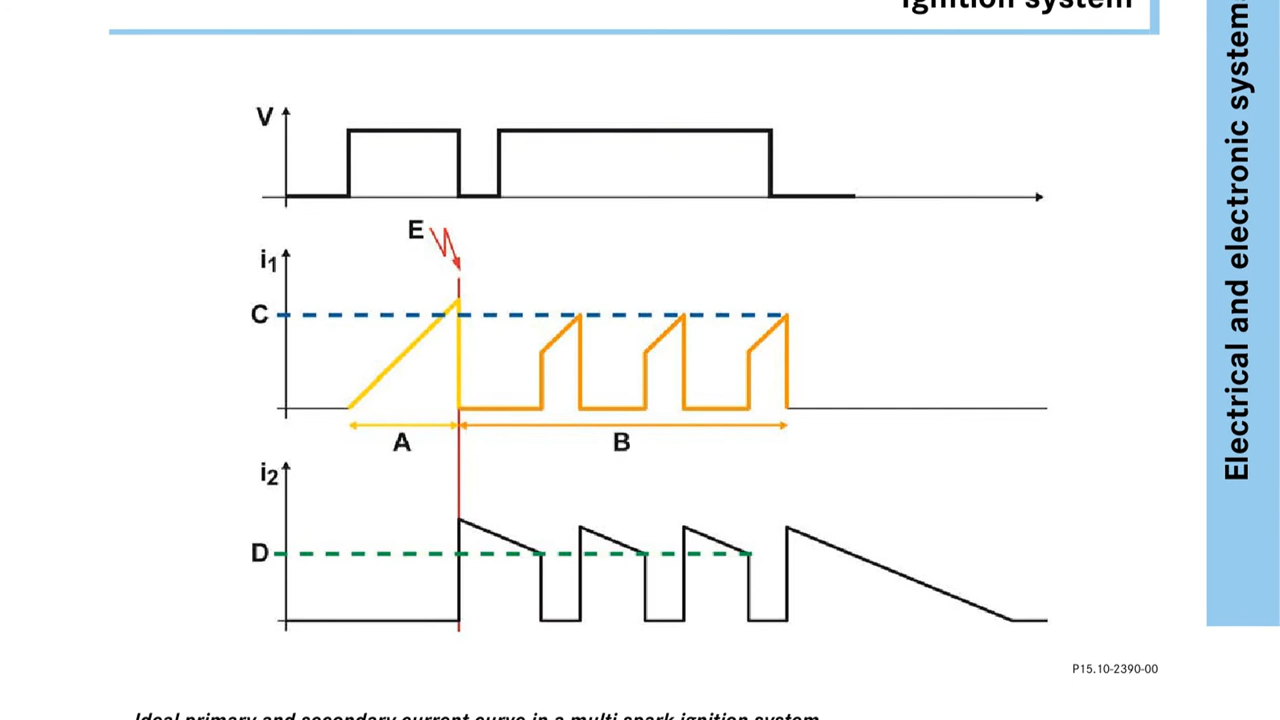 Ignition system
V
E
i1
C
A
B
i2
D
P15.10-2390-00
Ideal primary and secondary current curve in a multi spark ignition system
Electrical and electronic systems